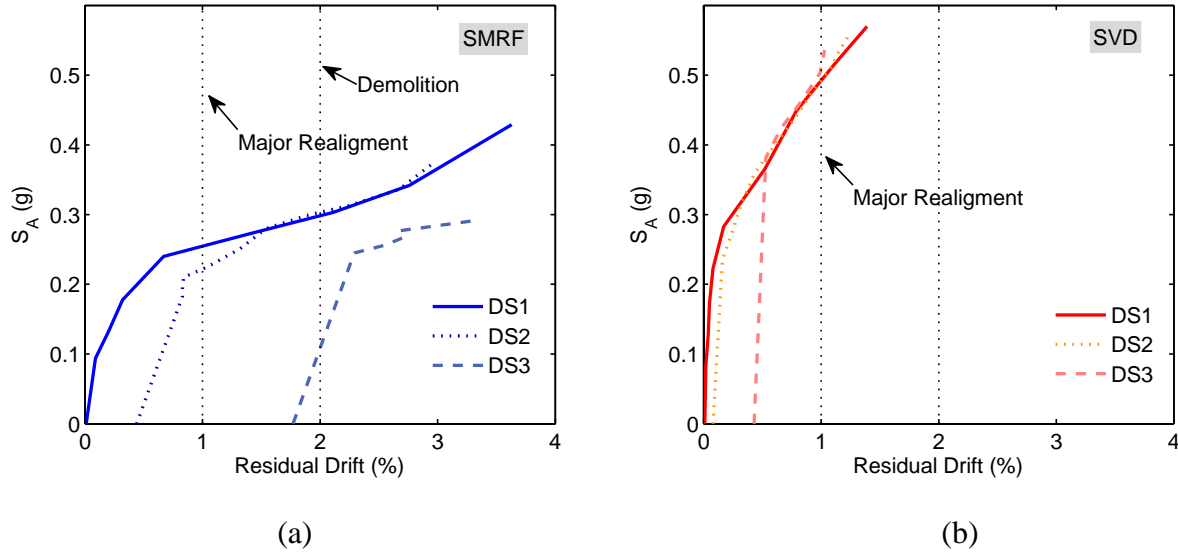 SMRF
Demolition
Major Realigment
0.5
0.4
0.3
0.2
0.1
0
S_A (g)
DS1
DS2
DS3
0 1 2 3 4
Residual Drift (%)
(a)
SVD
Major Realigment
0.5
0.4
0.3
0.2
0.1
0
S_A (g)
DS1
DS2
DS3
0 1 2 3 4
Residual Drift (%)
(b)